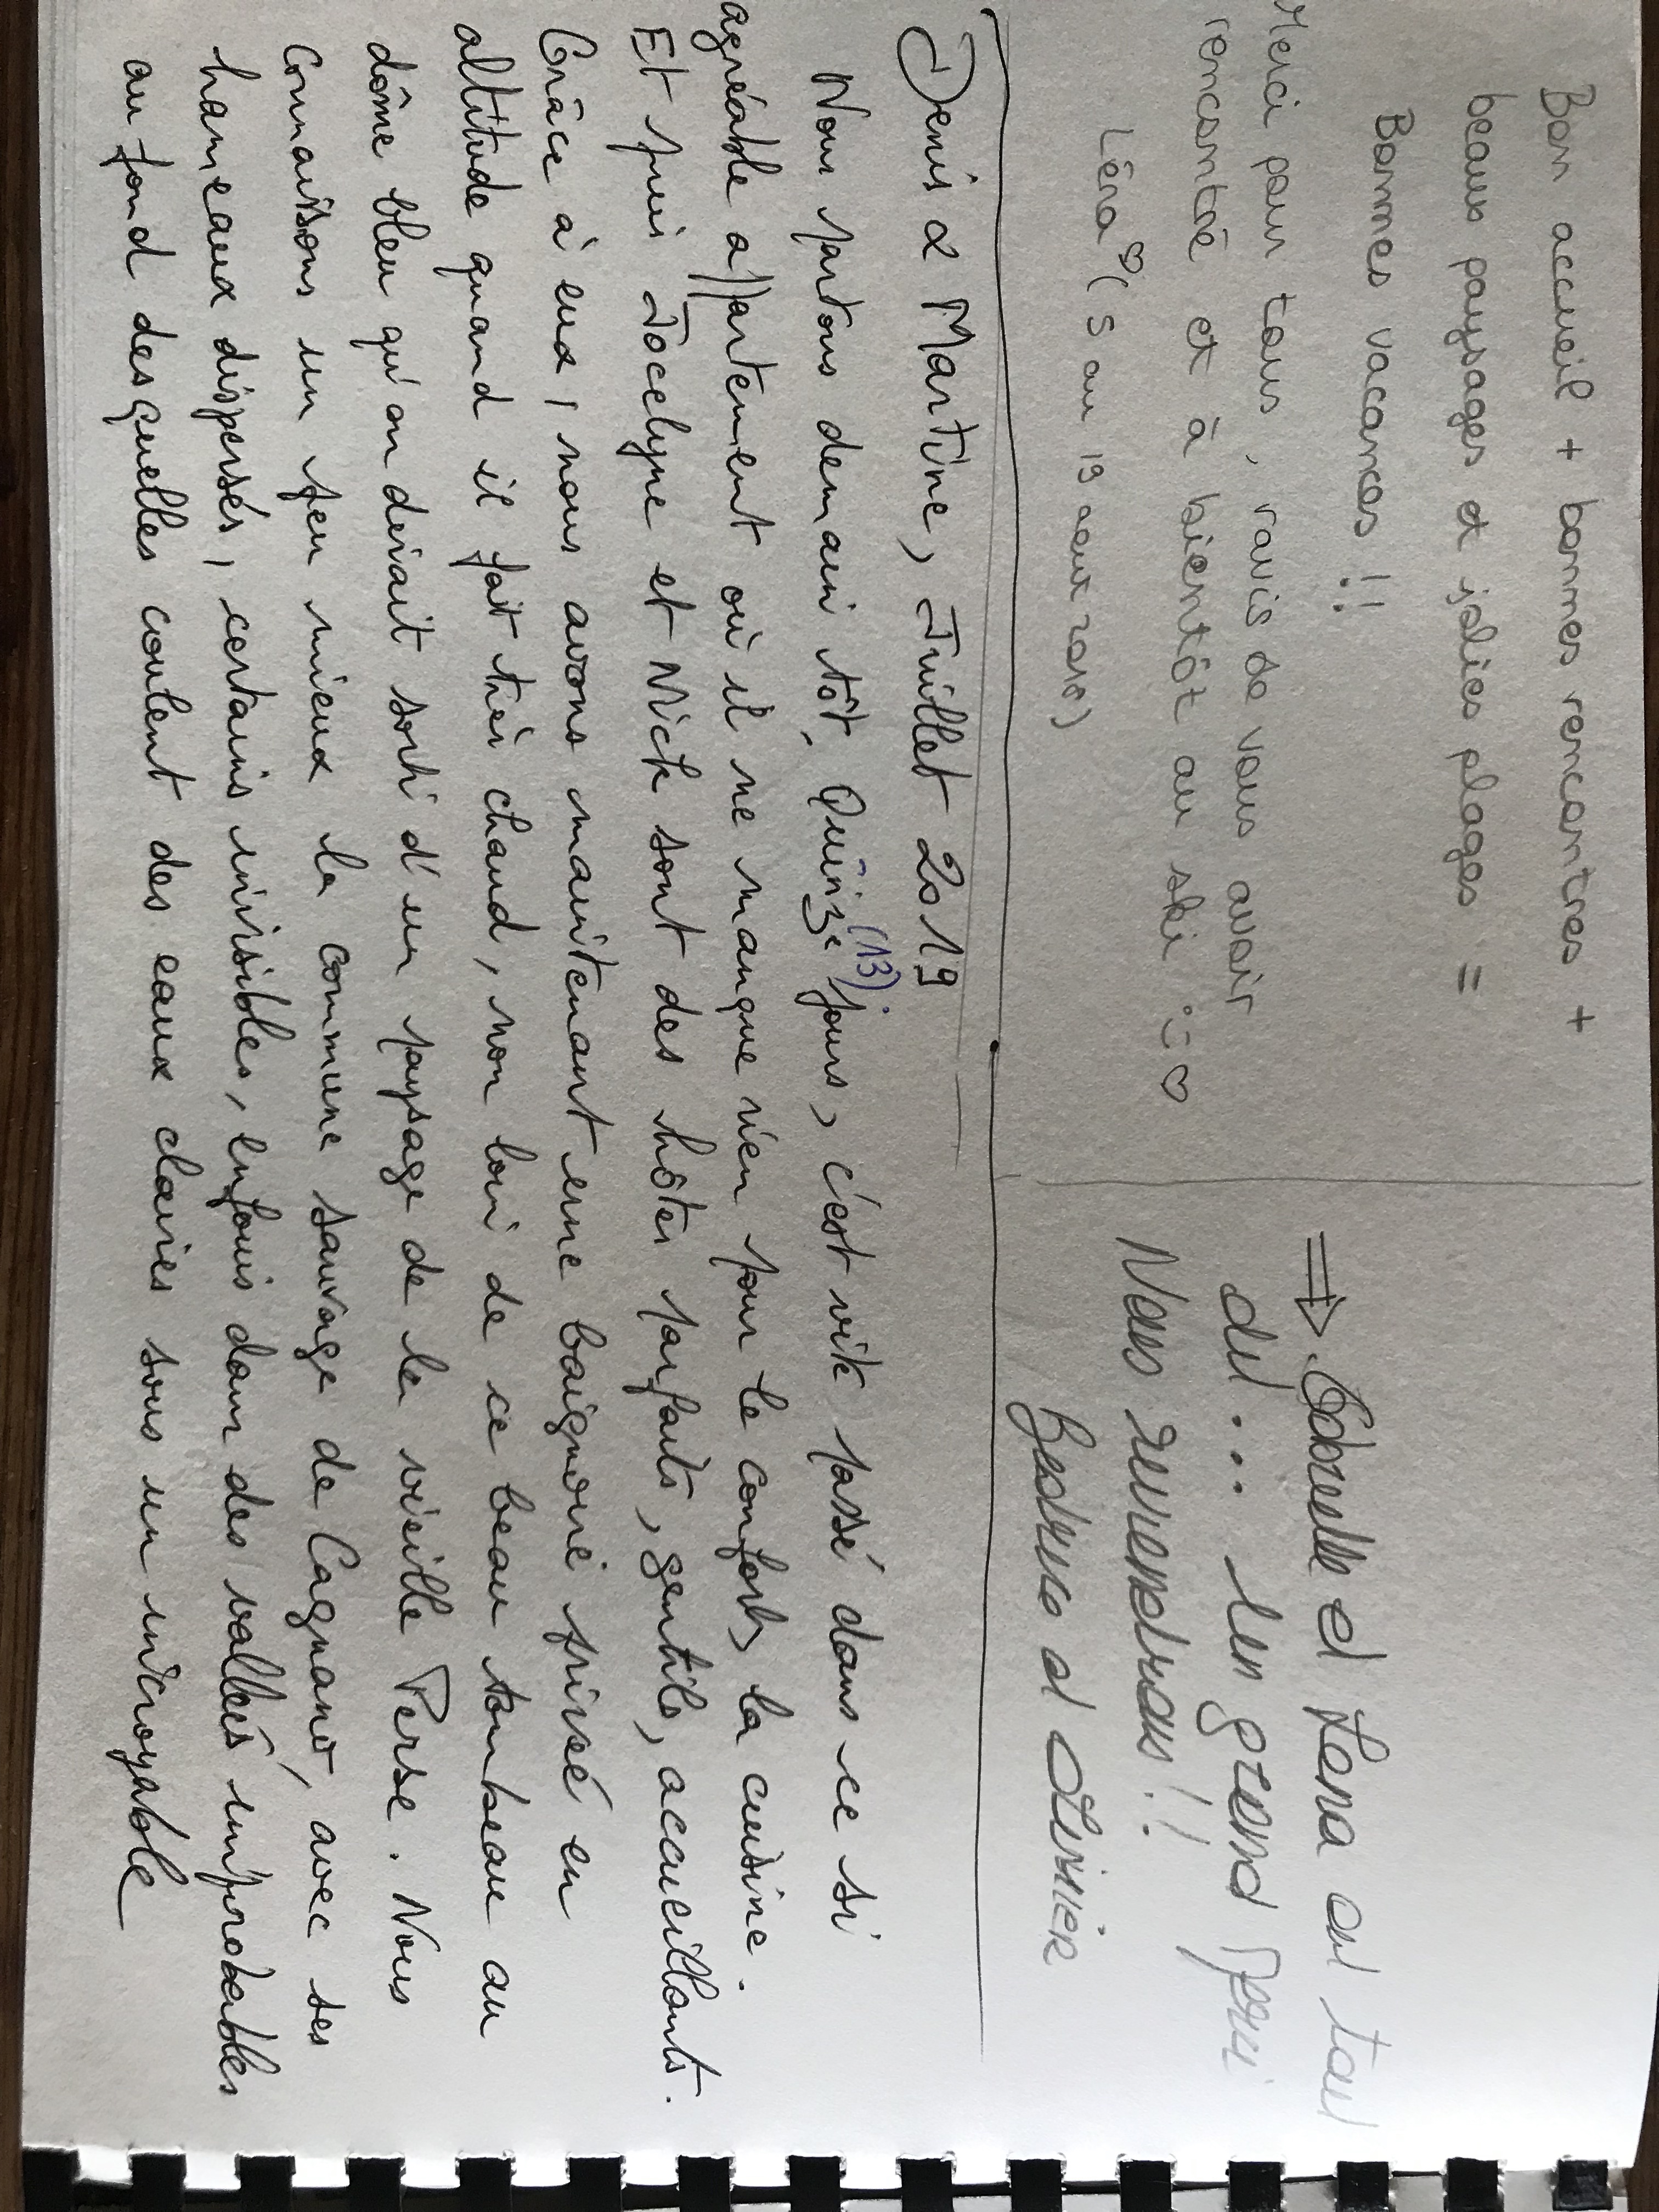 Bon accueil + bonnes rencontres +
beaux paysages et jolies plages =
Bonnes vacances !!
Merci pour tous, ravis de vous avoir
rencontré et à bientôt au ski :) ♡
Léna ♡ (5 au 19 aout 2018)
⇒ Gabrielle et Lena ont tout
dit... Un grand Merci
Nous reviendrons !!
Beatrice et Olivier
Denis & Martine, Juillet 2019
Nous partons demain tôt. Quinze (13) jours, c'est vite passé dans ce si
agréable appartement où il ne manque rien pour le confort, la cuisine.
Et puis Jocelyne et Nick sont des hôtes parfaits, gentils, accueillants.
Grâce à eux, nous avons maintenant une baignoire privée en
altitude quand il fait très chaud, non loin de ce beau tombeau au
dôme bleu qu'on dirait sorti d'un paysage de la vieille Perse. Nous
connaissons un peu mieux la commune sauvage de Cagnano, avec ses
hameaux dispersés, certains invisibles, enfouis dans des vallées improbables
au fond desquelles coulent des eaux claires sous un incroyable